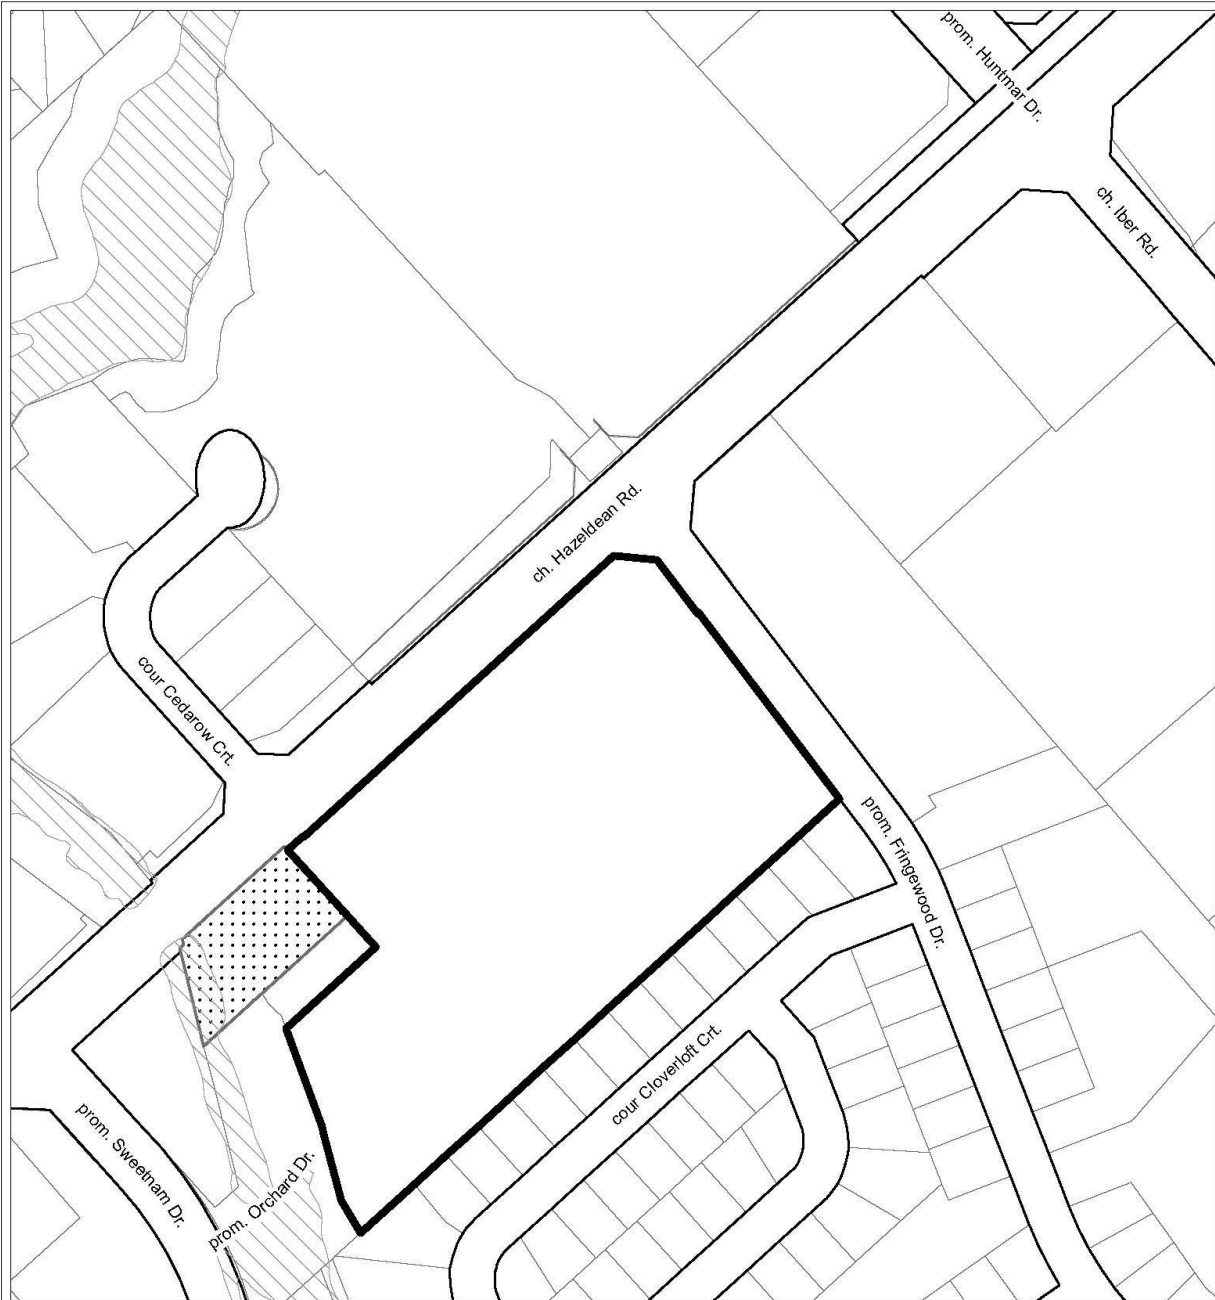 prom. Huntmar Dr.
ch. Iber Rd.
ch. Hazeldean Rd.
cour Cedarow Crt.
prom. Fringewood Dr.
cour Cloverloft Crt.
prom. Sweetnam Dr.
prom. Orchard Dr.